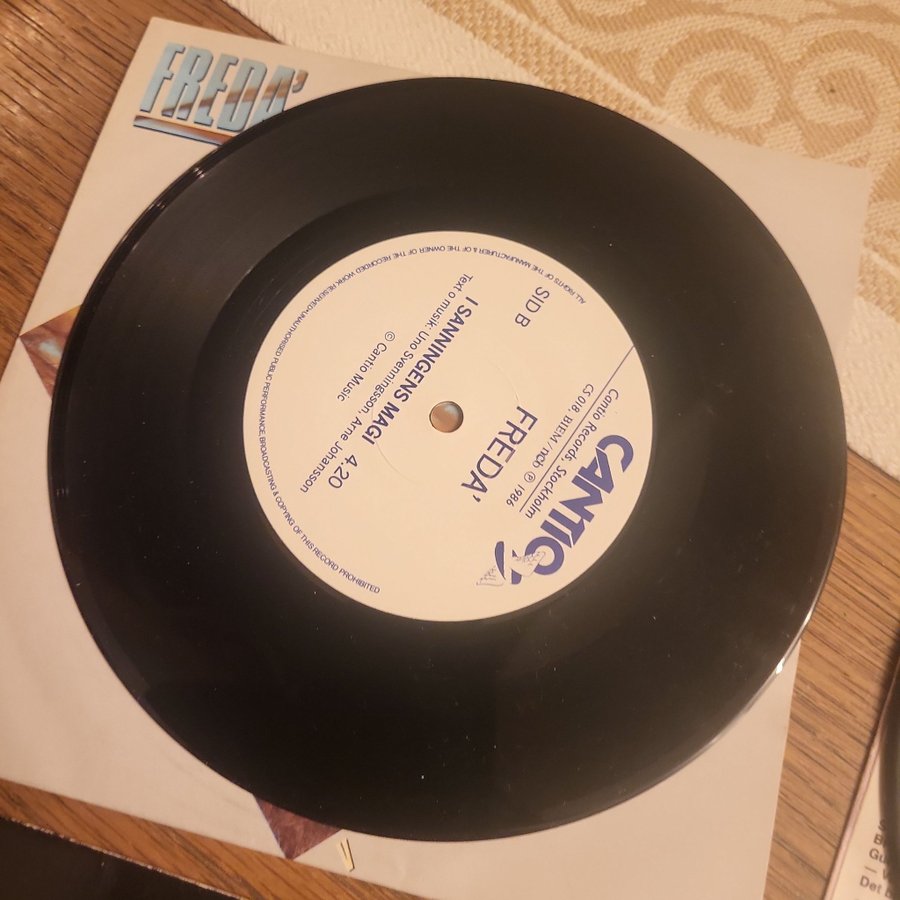 FREDA'
CANTIO
Cantio Records, Stockholm
CS 018, BIEM/ncb ℗ 1986
FREDA'
SID B
I SANNINGENS MAGI 4.20
Text o musik: Uno Svenningsson, Arne Johansson
© Cantio Music
ALL RIGHTS OF THE MANUFACTURER & OF THE OWNER OF THE RECORDED WORK RESERVED • UNAUTHORISED PUBLIC PERFORMANCE, BROADCASTING & COPYING OF THIS RECORD PROHIBITED
Det